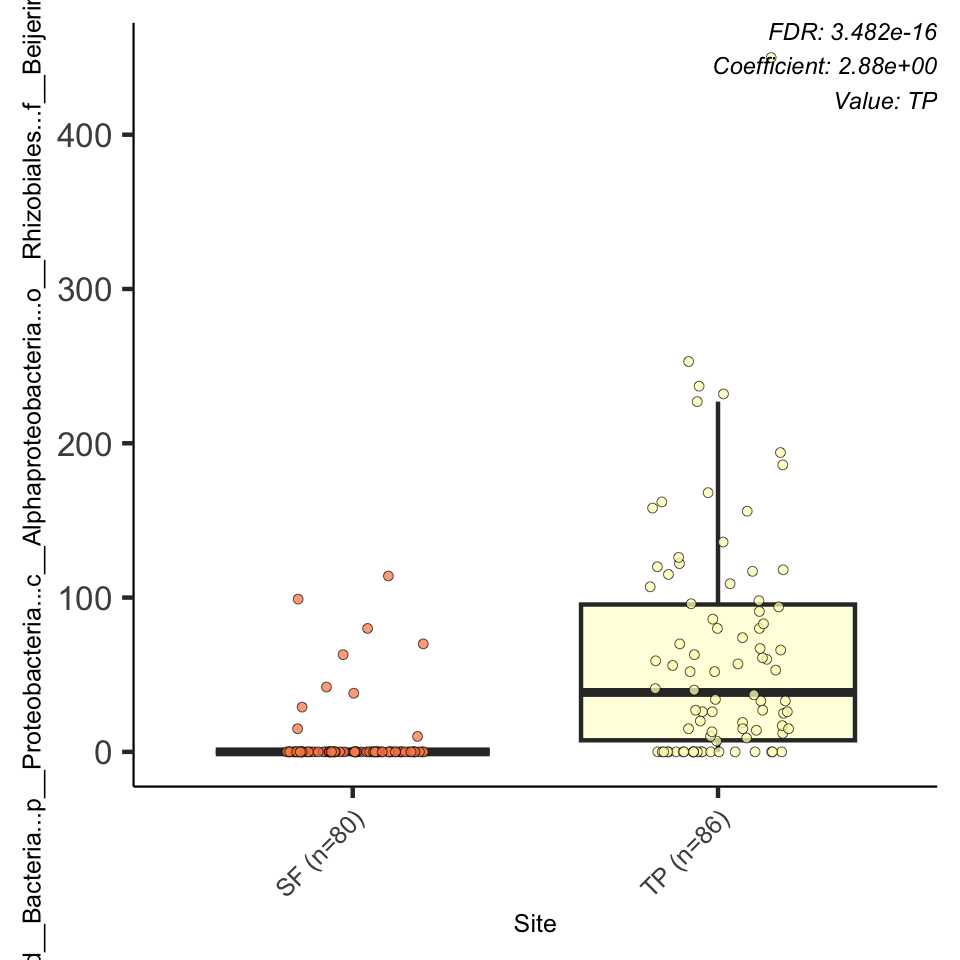 FDR: 3.482e-16
Coefficient: 2.88e+00
Value: TP
d__Bacteria...p__Proteobacteria...c__Alphaproteobacteria...o__Rhizobiales...f__Beijerin
400
300
200
100
0
SF (n=80)
TP (n=86)
Site